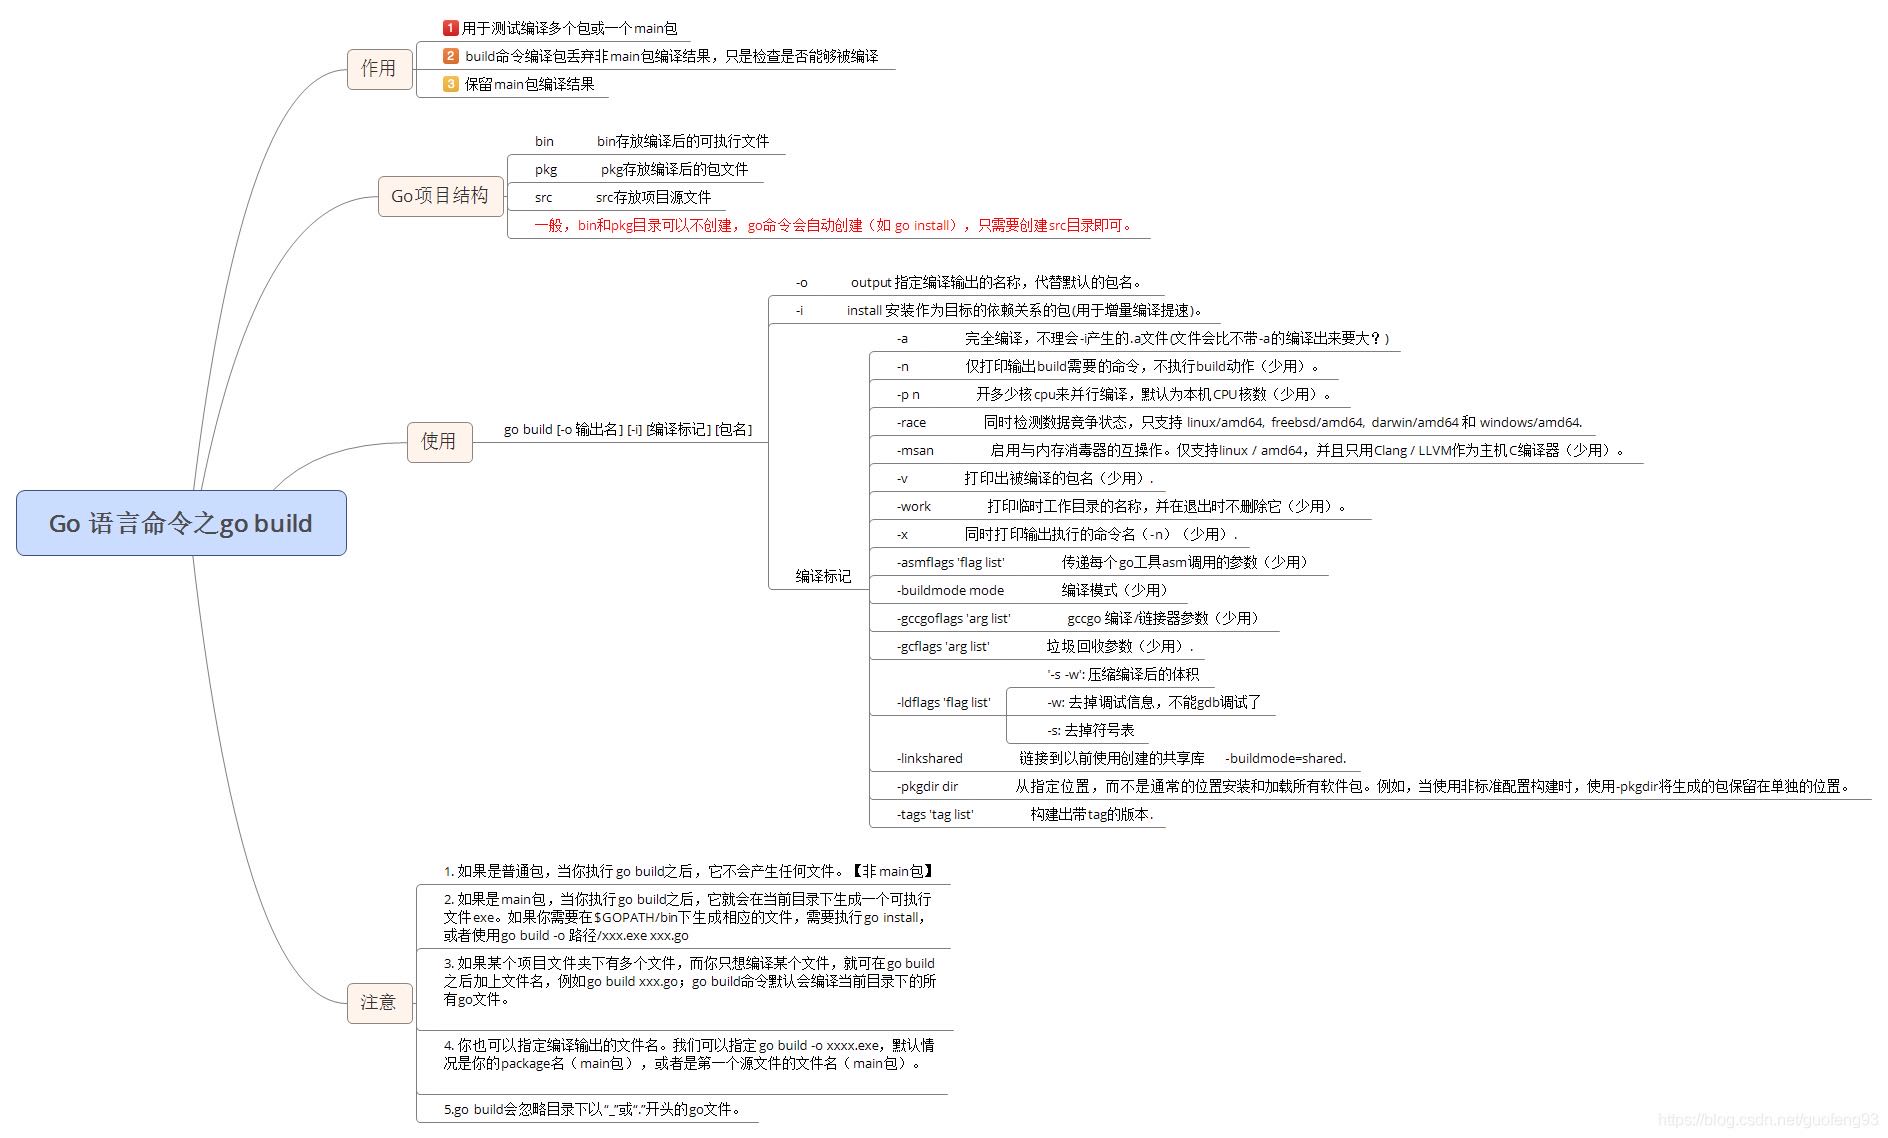 Go 语言命令之go build
作用
1 用于测试编译多个包或一个main包
2 build命令编译包丢弃非main包编译结果，只是检查是否能够被编译
3 保留main包编译结果
Go项目结构
bin bin存放编译后的可执行文件
pkg pkg存放编译后的包文件
src src存放项目源文件
一般，bin和pkg目录可以不创建，go命令会自动创建（如 go install），只需要创建src目录即可。
使用
go build [-o 输出名] [-i] [编译标记] [包名]
-o output 指定编译输出的名称，代替默认的包名。
-i install 安装作为目标的依赖关系的包(用于增量编译提速)。
编译标记
-a 完全编译，不理会-i产生的.a文件(文件会比不带-a的编译出来要大？)
-n 仅打印输出build需要的命令，不执行build动作（少用）。
-p n 开多少核cpu来并行编译，默认为本机CPU核数（少用）。
-race 同时检测数据竞争状态，只支持 linux/amd64, freebsd/amd64, darwin/amd64 和 windows/amd64.
-msan 启用与内存消毒器的互操作。仅支持linux / amd64，并且只用Clang / LLVM作为主机C编译器（少用）。
-v 打印出被编译的包名（少用）.
-work 打印临时工作目录的名称，并在退出时不删除它（少用）。
-x 同时打印输出执行的命令名（-n）（少用）.
-asmflags 'flag list' 传递每个go工具asm调用的参数（少用）
-buildmode mode 编译模式（少用）
-gccgoflags 'arg list' gccgo 编译/链接器参数（少用）
-gcflags 'arg list' 垃圾回收参数（少用）.
-ldflags 'flag list'
'-s -w': 压缩编译后的体积
-w: 去掉调试信息，不能gdb调试了
-s: 去掉符号表
-linkshared 链接到以前使用创建的共享库 -buildmode=shared.
-pkgdir dir 从指定位置，而不是通常的位置安装和加载所有软件包。例如，当使用非标准配置构建时，使用-pkgdir将生成的包保留在单独的位置。
-tags 'tag list' 构建出带tag的版本.
注意
1. 如果是普通包，当你执行go build之后，它不会产生任何文件。【非main包】
2. 如果是main包，当你执行go build之后，它就会在当前目录下生成一个可执行
文件exe。如果你需要在$GOPATH/bin下生成相应的文件，需要执行go install，
或者使用go build -o 路径/xxx.exe xxx.go
3. 如果某个项目文件夹下有多个文件，而你只想编译某个文件，就可在go build
之后加上文件名，例如go build xxx.go；go build命令默认会编译当前目录下的所
有go文件。
4. 你也可以指定编译输出的文件名。我们可以指定go build -o xxxx.exe，默认情
况是你的package名（main包），或者是第一个源文件的文件名（main包）。
5.go build会忽略目录下以“_”或“.”开头的go文件。
https://blog.csdn.net/guofeng93